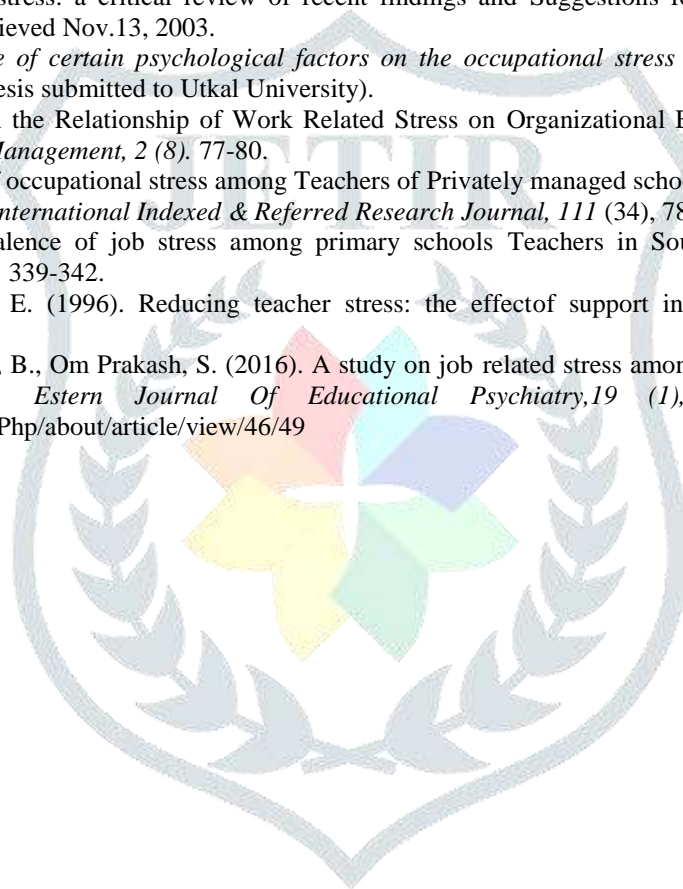 stress: a critical review of recent findings and Suggestions
ieved Nov.13, 2003.
e of certain psychological factors on the occupational stress
esis submitted to Utkal University).
the Relationship of Work Related Stress on Organizational
Management, 2 (8). 77-80.
f occupational stress among Teachers of Privately managed
nternational Indexed & Referred Research Journal, 111 (34), 78
alence of job stress among primary schools Teachers in
339-342.
E. (1996). Reducing teacher stress: the effectof support in
, B., Om Prakash, S. (2016). A study on job related stress
Estern Journal Of Educational Psychiatry,19 (1),
Php/about/article/view/46/49
JETIR